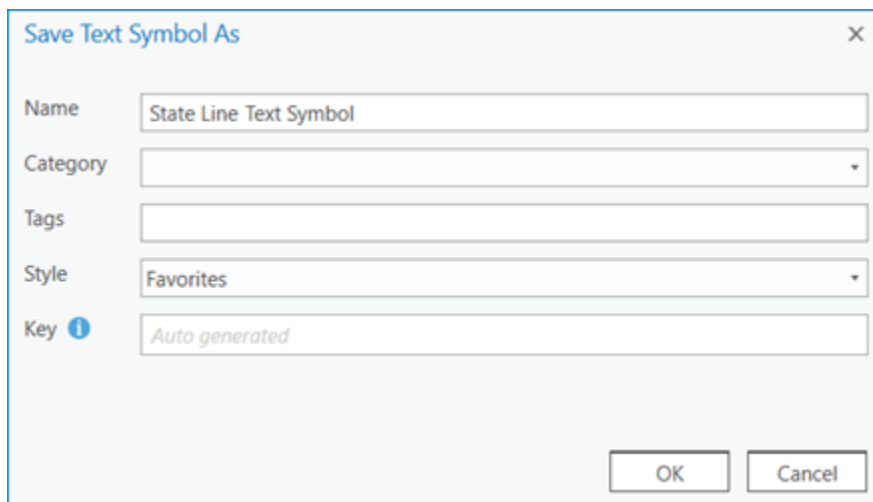 Save Text Symbol As
Name State Line Text Symbol
Category
Tags
Style Favorites
Key Auto generated
OK Cancel